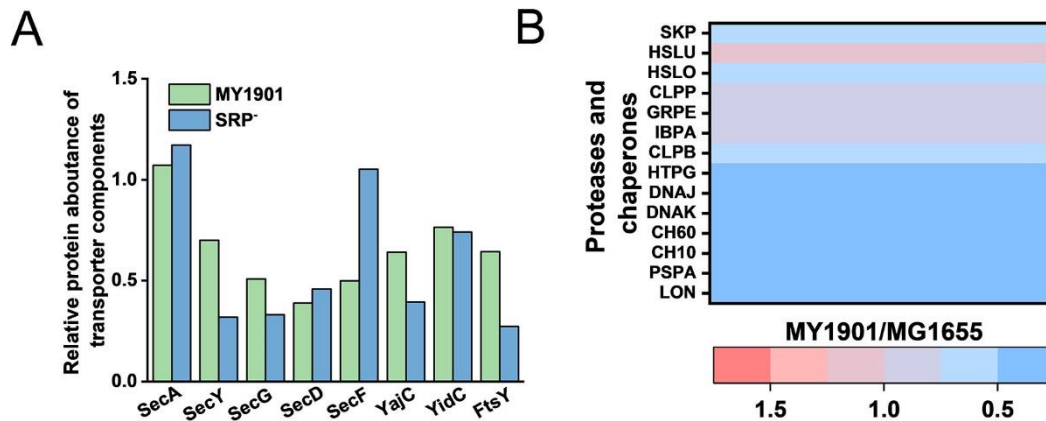 A
B
Relative protein aboutance of
transporter components
1.5
1.0
0.5
0.0
MY1901
SRP-
SecA
SecY
SecG
SecD
SecF
YajC
YidC
FtsY
Proteases and
chaperones
SKP
HSLU
HSLO
CLPP
GRPE
IBPA
CLPB
HTPG
DNAJ
DNAK
CH60
CH10
PSPA
LON
MY1901/MG1655
1.5
1.0
0.5